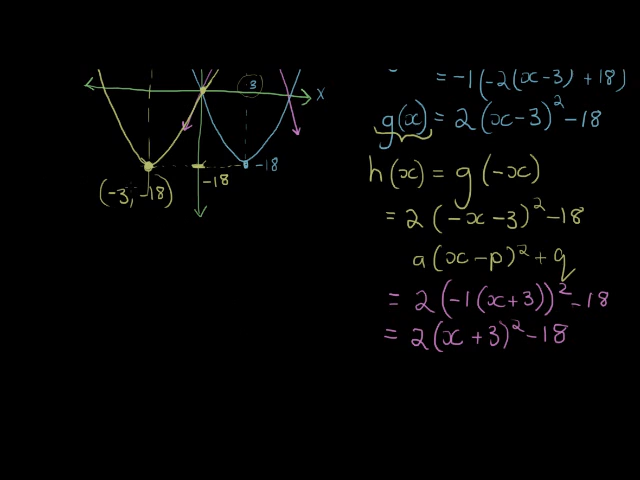 = -1(-2(x-3) + 18)
g(x) = 2(x-3)² -18
h(x) = g(-x)
= 2(-x-3)² -18
a(x-p)² + q
= 2(-1(x+3))² -18
= 2(x+3)² -18
3
x
-18
-18
(-3; -18)